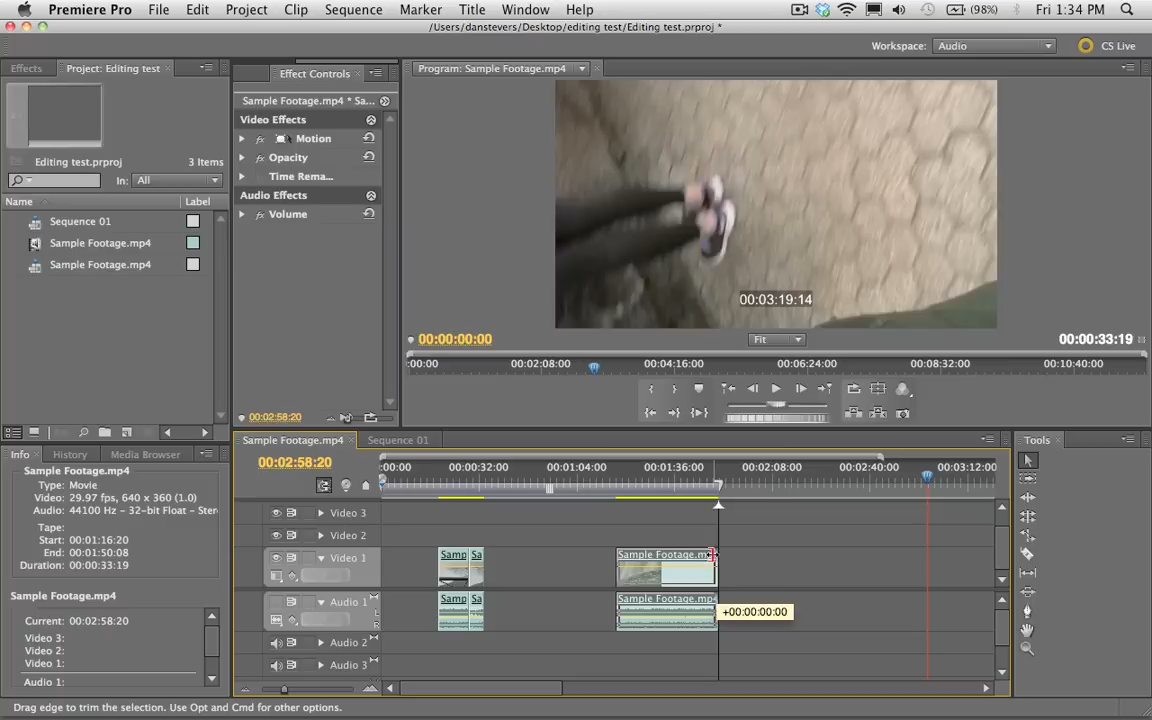 Premiere Pro File Edit Project Clip Sequence Marker Title Window Help (98%) Fri 1:34 PM
/Users/danstevers/Desktop/editing test/Editing test.prproj *
Workspace: Audio CS Live
Effects Project: Editing test Effect Controls Program: Sample Footage.mp4
Sample Footage.mp4 * Sa...
Video Effects
fx Motion
Editing test.prproj 3 Items
fx Opacity
In: All
Time Rema...
Name Label
Audio Effects
Sequence 01
fx Volume
Sample Footage.mp4
Sample Footage.mp4
00:03:19:14
00:00:00:00 Fit 00:00:33:19
:00:00 00:02:08:00 00:04:16:00 00:06:24:00 00:08:32:00 00:10:40:00
00:02:58:20
Sample Footage.mp4 Sequence 01 Tools
Info History Media Browser
Sample Footage.mp4
Type: Movie
Video: 29.97 fps, 640 x 360 (1.0)
Audio: 44100 Hz - 32-bit Float - Stere
Tape:
Start: 00:01:16:20
End: 00:01:50:08
Duration: 00:00:33:19
Sample Footage.mp4
Current: 00:02:58:20
Video 3:
Video 2:
Video 1:
Audio 1:
00:02:58:20
:00:00 00:00:32:00 00:01:04:00 00:01:36:00 00:02:08:00 00:02:40:00 00:03:12:00
Video 3
Video 2
Video 1 Samp Sa Sample Footage.m
Audio 1 Samp Sa Sample Footage.mp4
L
R
+00:00:00:00
Audio 2
Audio 3
Drag edge to trim the selection. Use Opt and Cmd for other options.